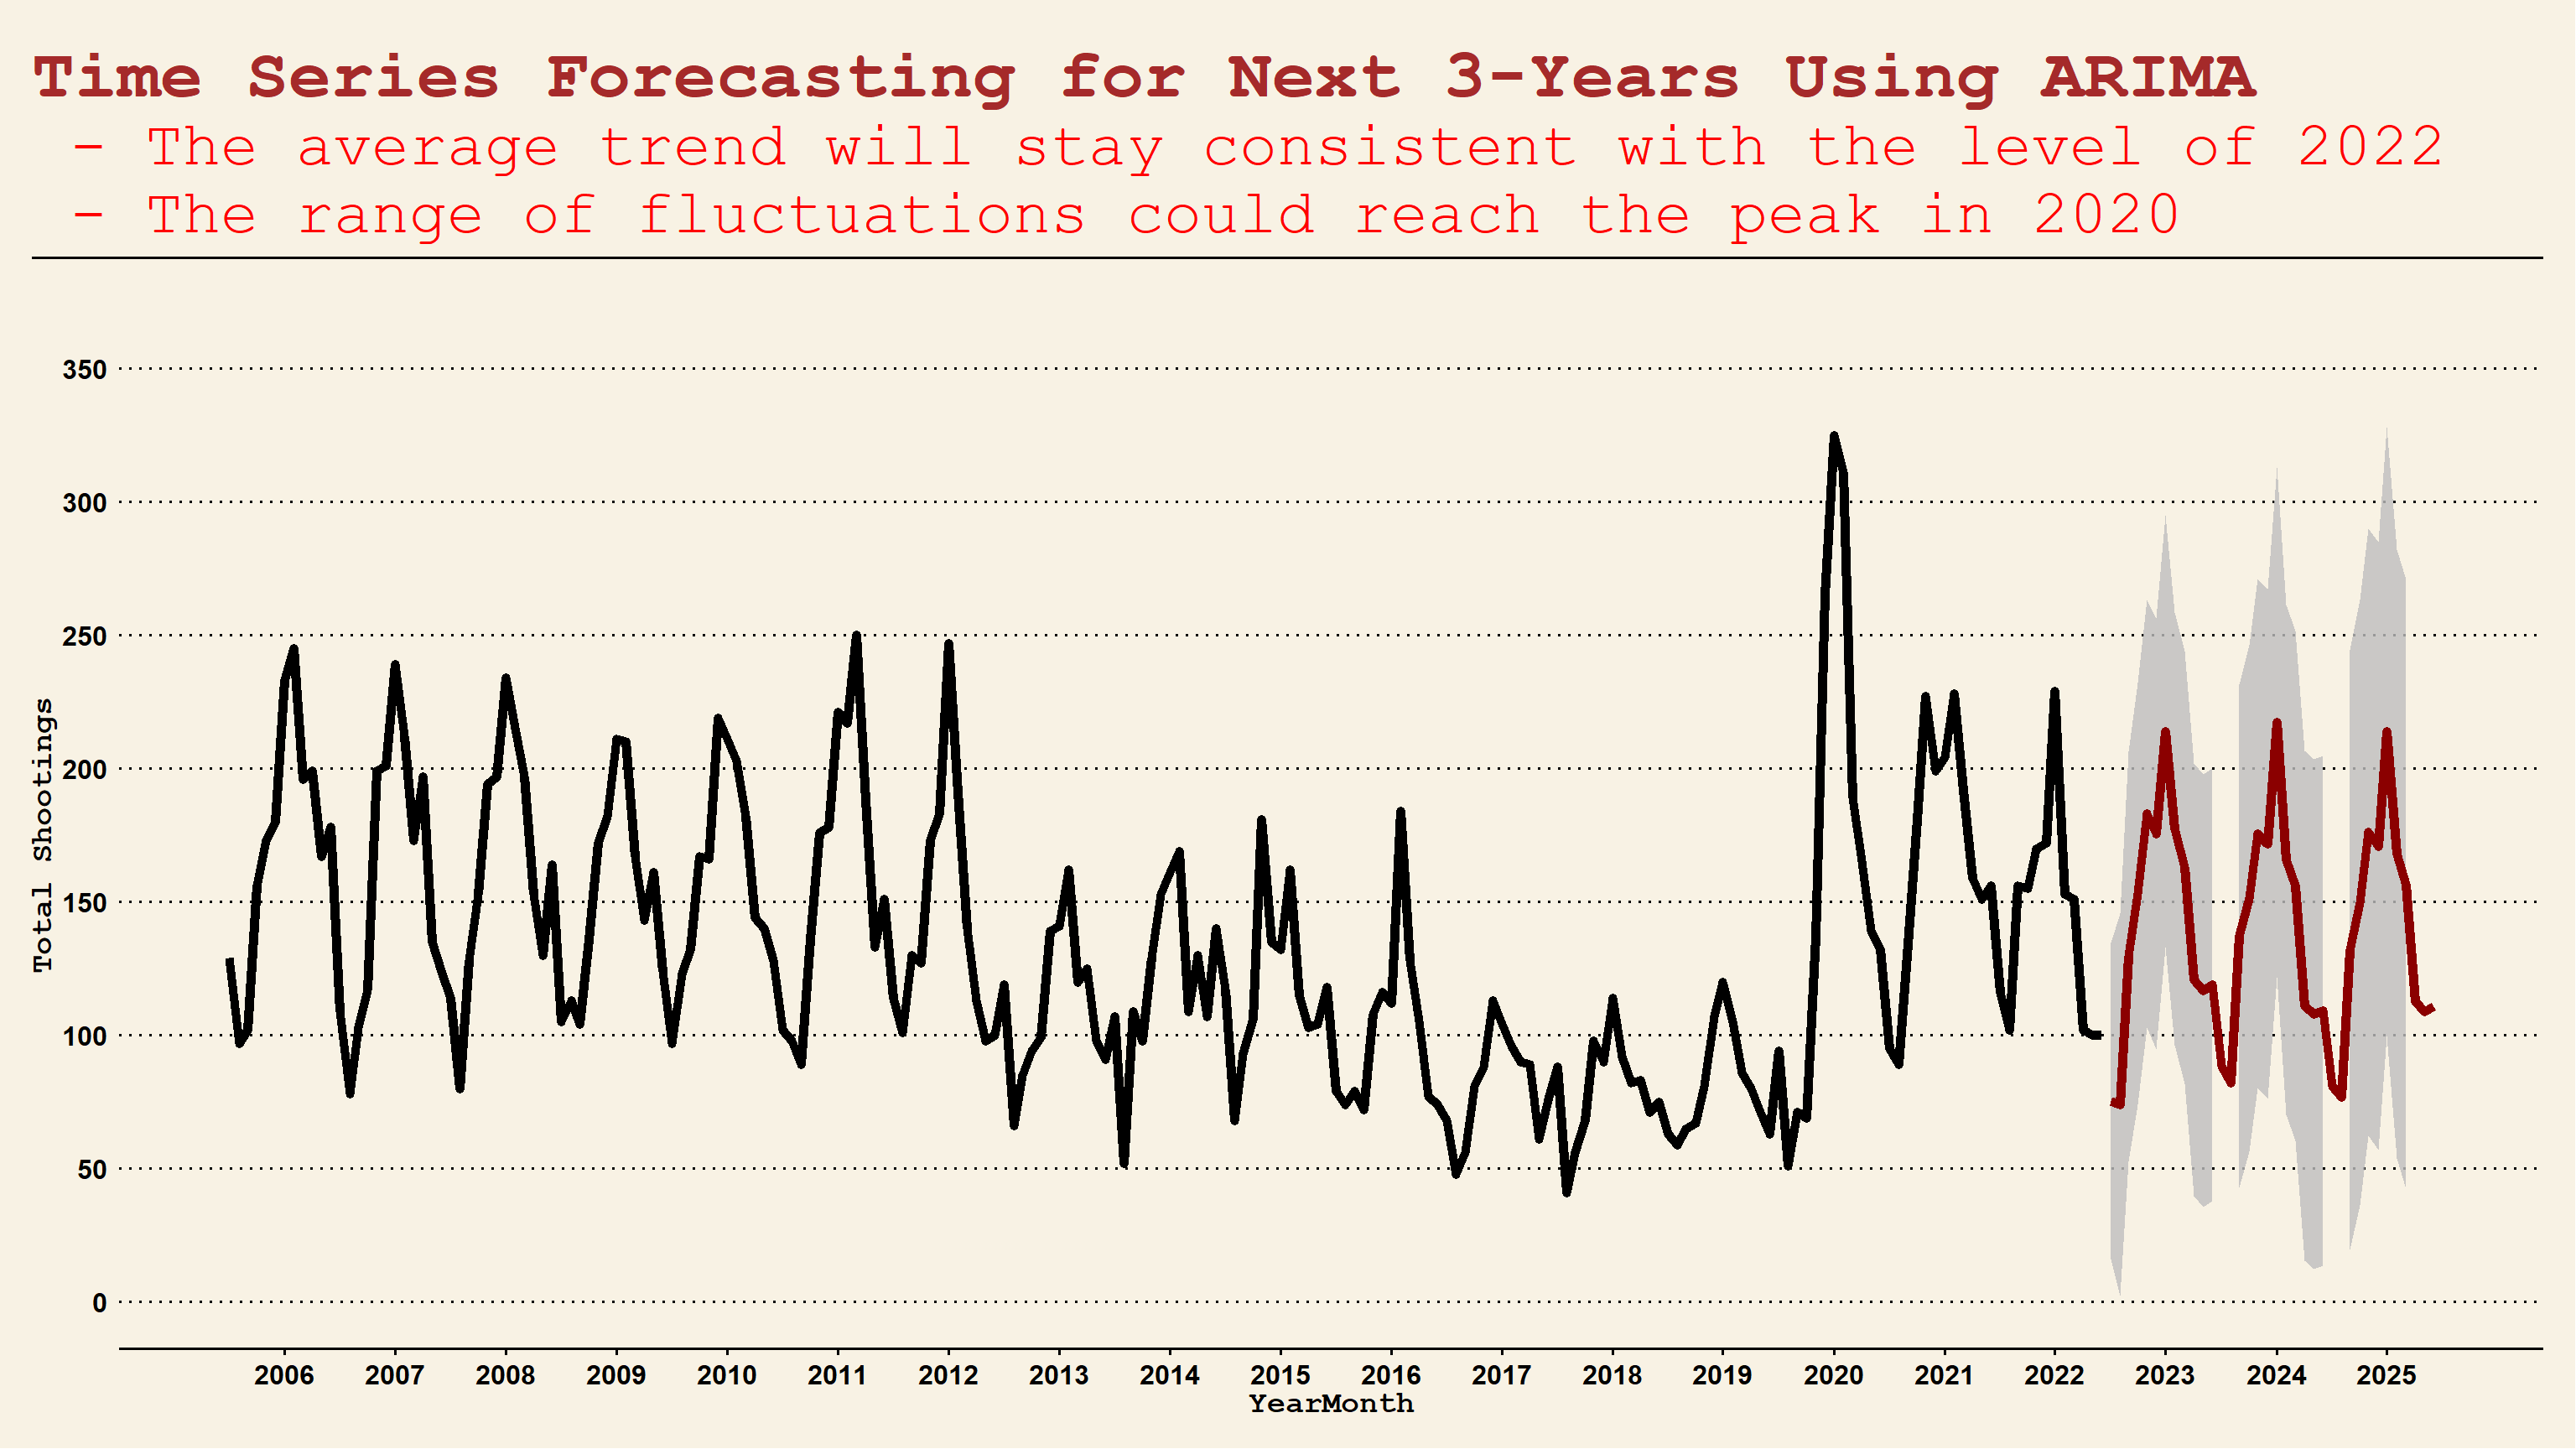 Time Series Forecasting for Next 3-Years Using ARIMA
- The average trend will stay consistent with the level of 2022
- The range of fluctuations could reach the peak in 2020
350
300
250
200
150
100
50
0
Total Shootings
2006 2007 2008 2009 2010 2011 2012 2013 2014 2015 2016 2017 2018 2019 2020 2021 2022 2023 2024 2025
YearMonth